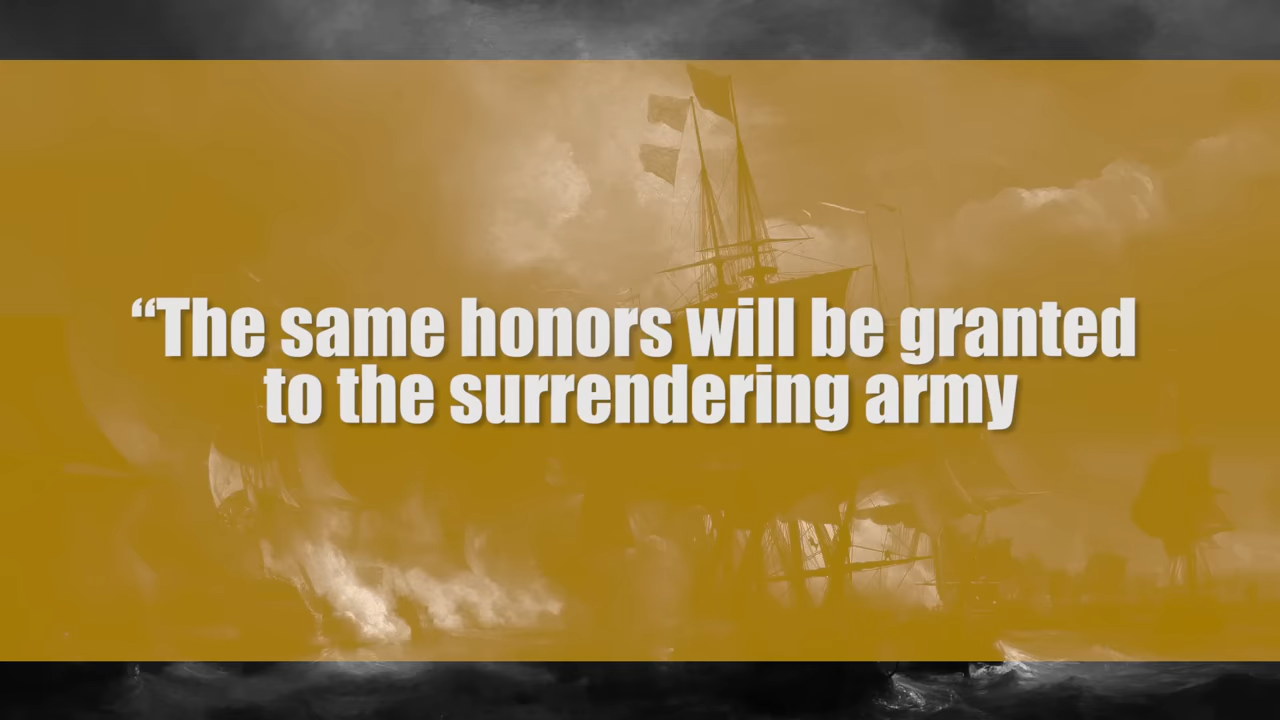 “The same honors will be granted
to the surrendering army